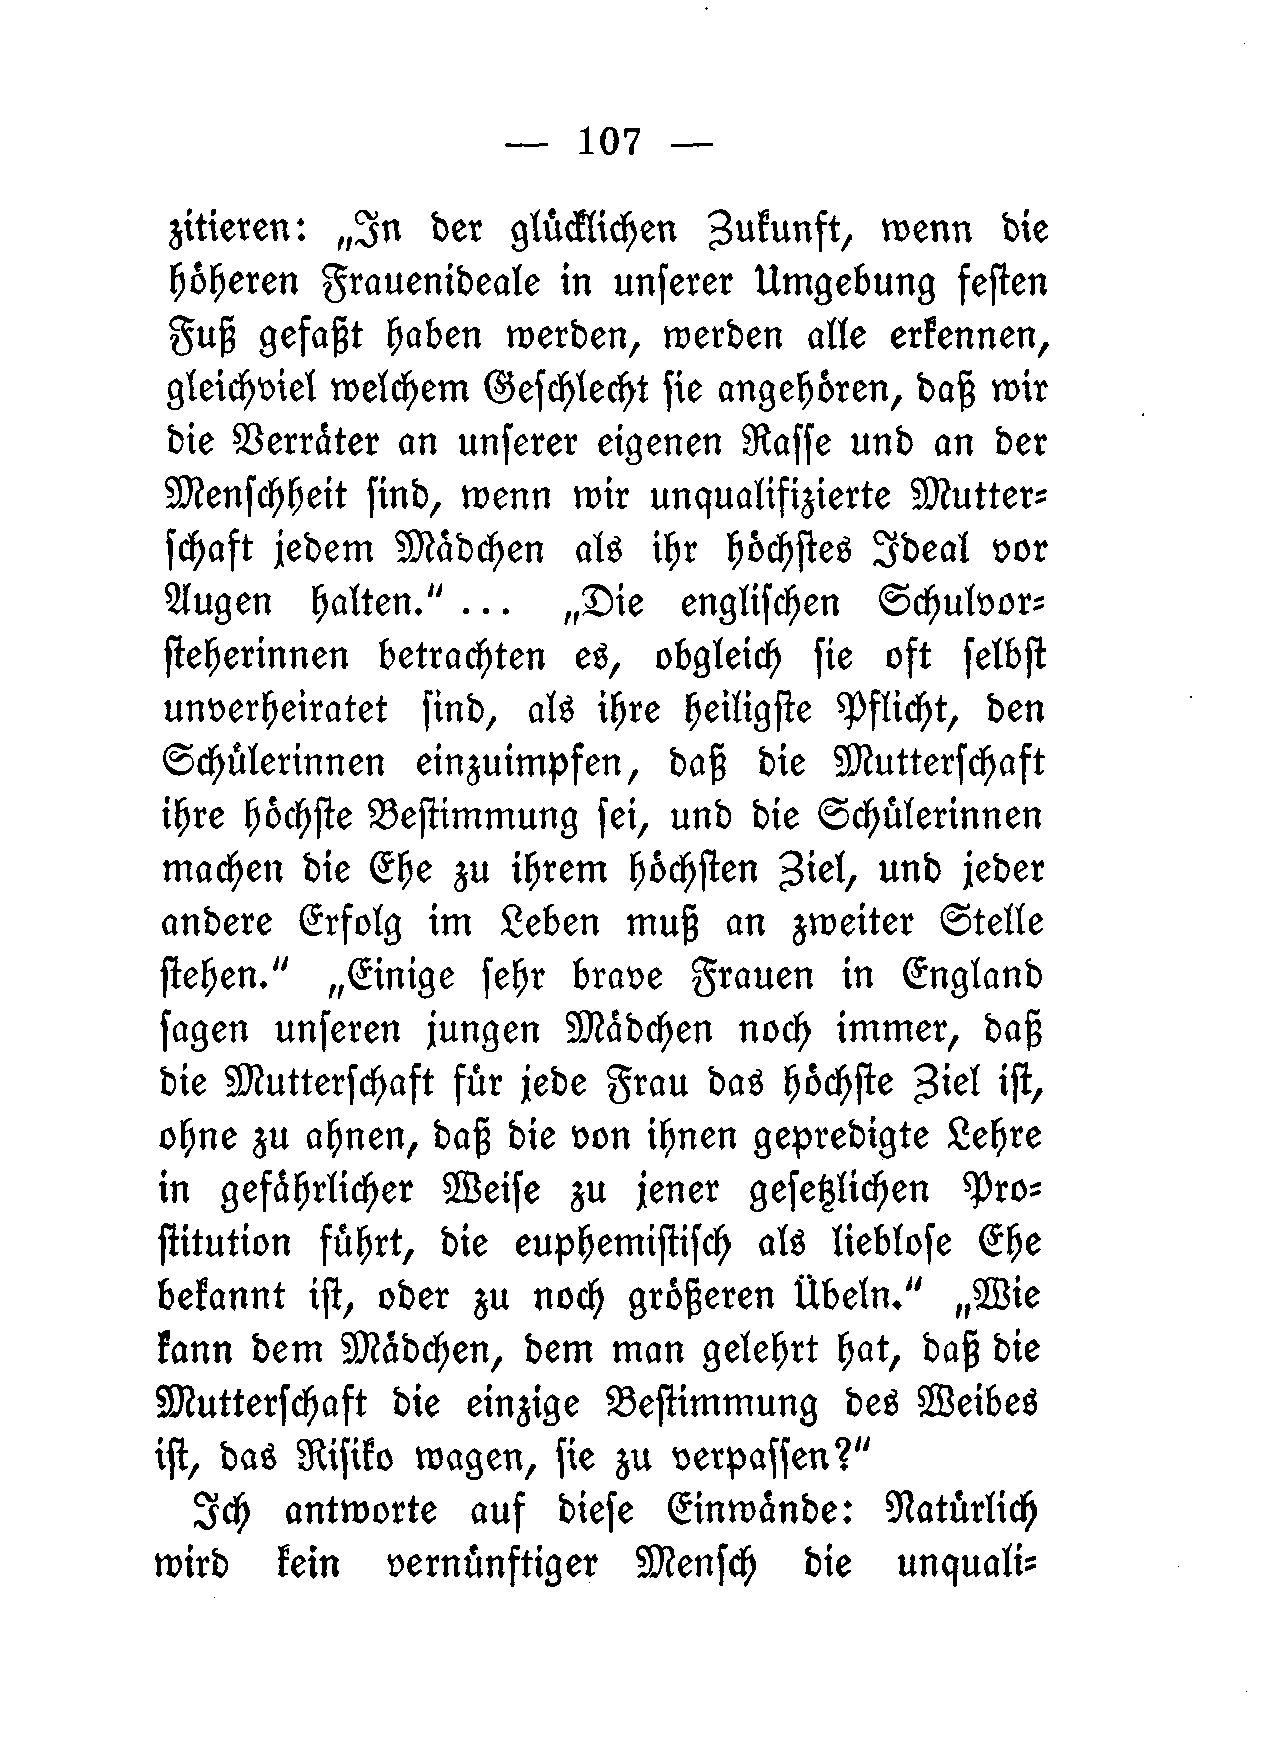 — 107 —
zitieren: „In der glücklichen Zukunft, wenn die
höheren Frauenideale in unserer Umgebung festen
Fuß gefaßt haben werden, werden alle erkennen,
gleichviel welchem Geschlecht sie angehören, daß wir
die Verräter an unserer eigenen Rasse und an der
Menschheit sind, wenn wir unqualifizierte Mutter-
schaft jedem Mädchen als ihr höchstes Ideal vor
Augen halten." ... „Die englischen Schulvor-
steherinnen betrachten es, obgleich sie oft selbst
unverheiratet sind, als ihre heiligste Pflicht, den
Schülerinnen einzuimpfen, daß die Mutterschaft
ihre höchste Bestimmung sei, und die Schülerinnen
machen die Ehe zu ihrem höchsten Ziel, und jeder
andere Erfolg im Leben muß an zweiter Stelle
stehen." „Einige sehr brave Frauen in England
sagen unseren jungen Mädchen noch immer, daß
die Mutterschaft für jede Frau das höchste Ziel ist,
ohne zu ahnen, daß die von ihnen gepredigte Lehre
in gefährlicher Weise zu jener gesetzlichen Pro-
stitution führt, die euphemistisch als lieblose Ehe
bekannt ist, oder zu noch größeren Übeln." „Wie
kann dem Mädchen, dem man gelehrt hat, daß die
Mutterschaft die einzige Bestimmung des Weibes
ist, das Risiko wagen, sie zu verpassen?"
Ich antworte auf diese Einwände: Natürlich
wird kein vernünftiger Mensch die unquali-